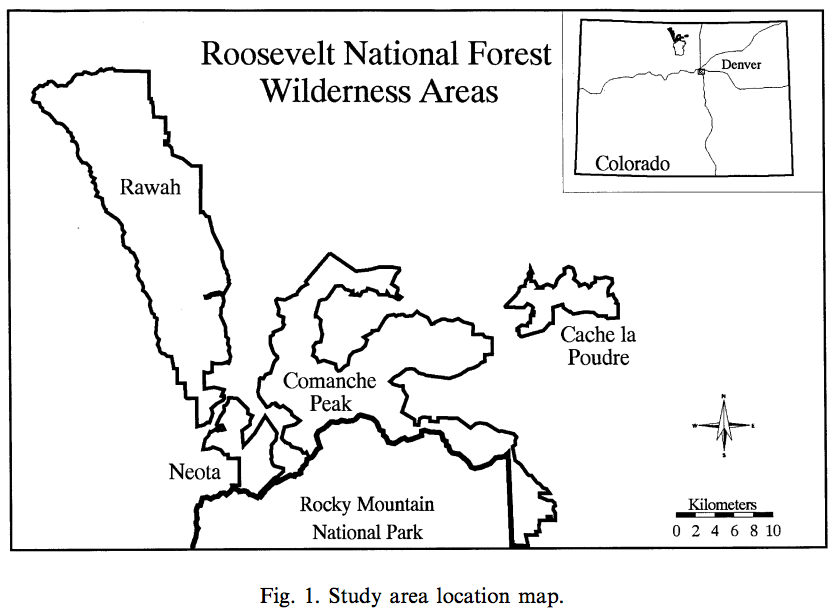 Roosevelt National Forest
Wilderness Areas
Denver
Colorado
Rawah
Cache la
Poudre
Comanche
Peak
N
W E
S
Neota
Rocky Mountain
National Park
Kilometers
0 2 4 6 8 10
Fig. 1. Study area location map.